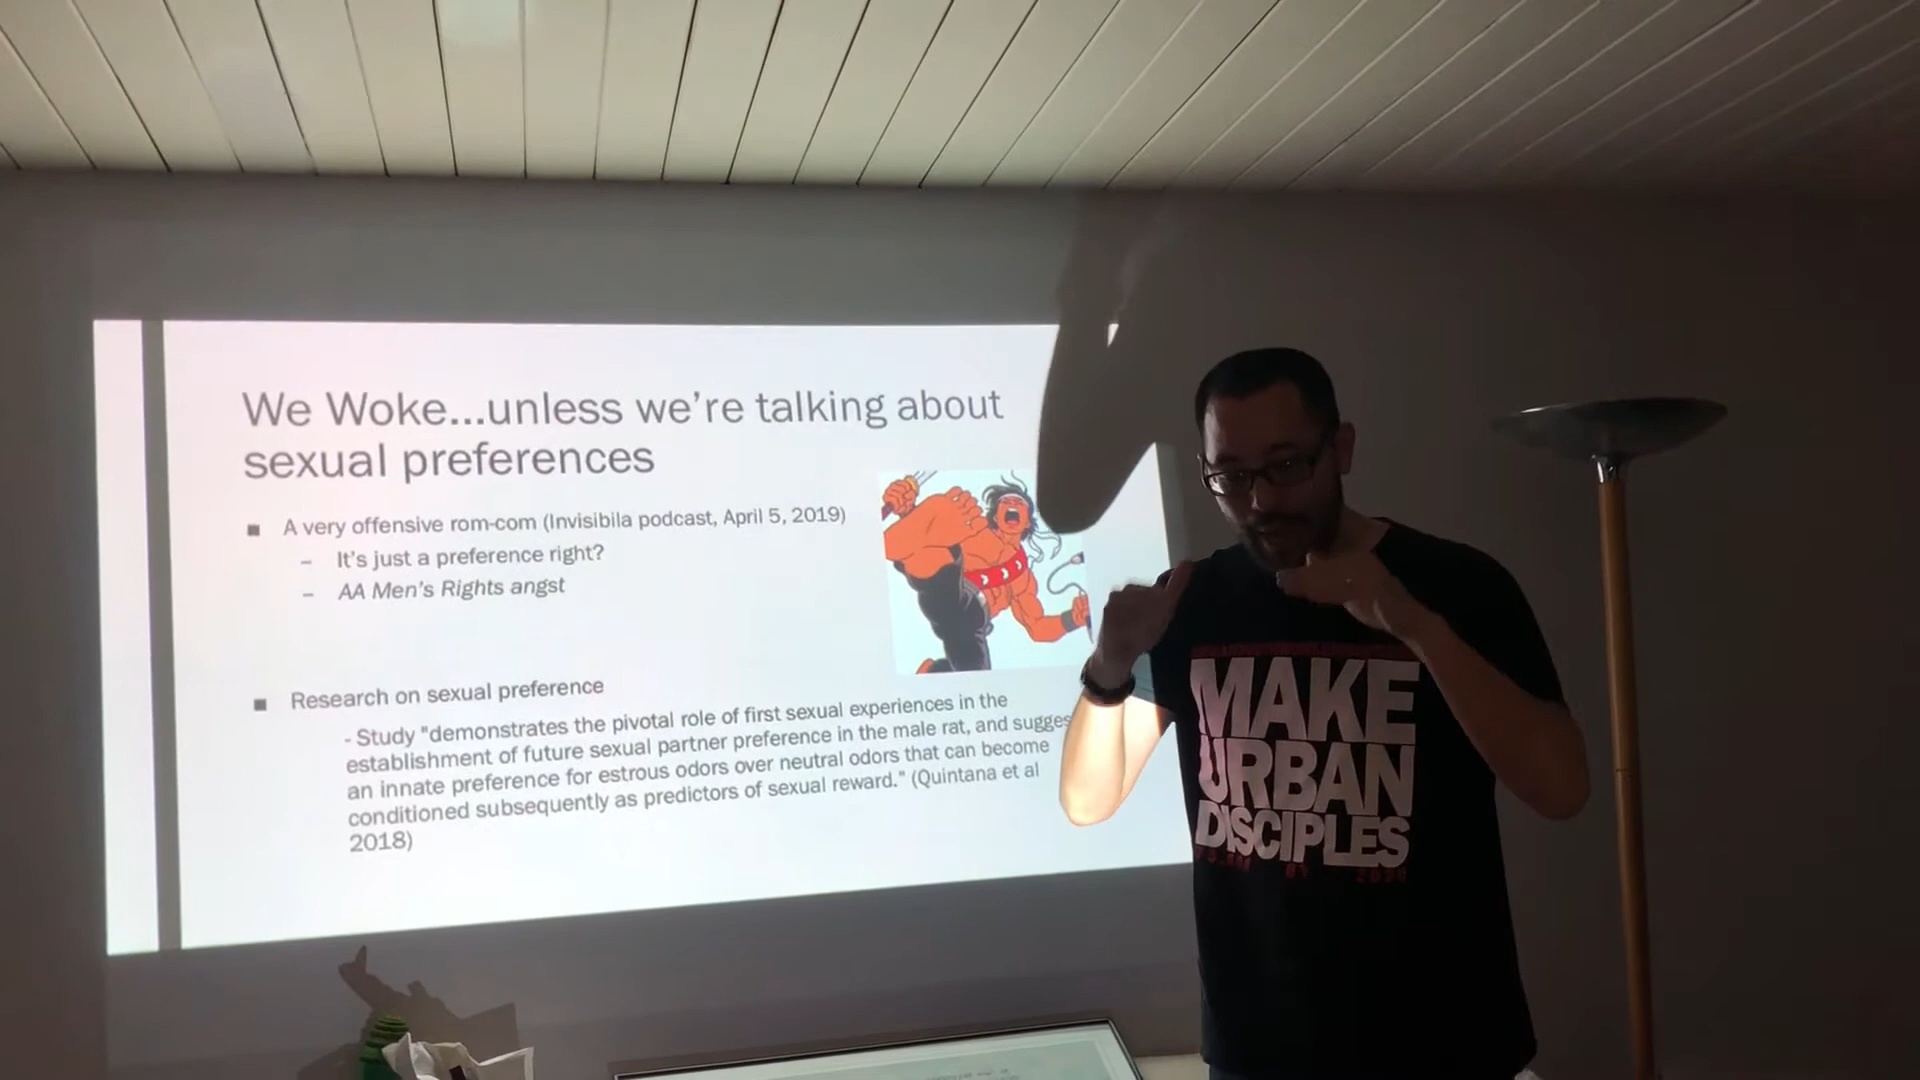 We Woke...unless we're talking about
sexual preferences
A very offensive rom-com (Invisibila podcast, April 5, 2019)
– It's just a preference right?
– AA Men's Rights angst
Research on sexual preference
- Study "demonstrates the pivotal role of first sexual experiences in the
establishment of future sexual partner preference in the male rat, and
an innate preference for estrous odors over neutral odors that can become
conditioned subsequently as predictors of sexual reward." (Quintana et al
2018)
MAKE
URBAN
DISCIPLES